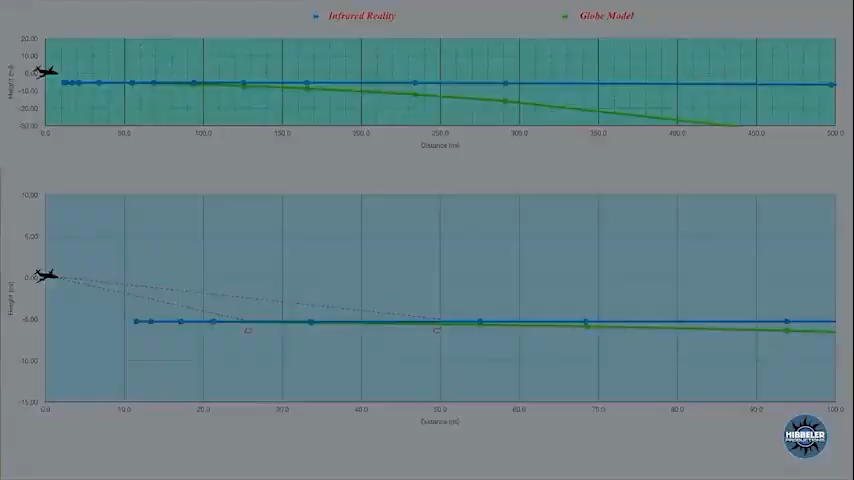 Infrared Reality Globe Model
20.00
10.00
0.00
-10.00
-20.00
-30.00
Height (mi)
0.0 50.0 100.0 150.0 200.0 250.0 300.0 350.0 400.0 450.0 500.0
Distance (mi)
10.00
5.00
0.00
-5.00
-10.00
-15.00
Height (mi)
0.0 10.0 20.0 30.0 40.0 50.0 60.0 70.0 80.0 90.0 100.0
Distance (mi)
HIBBELER
PRODUCTIONS